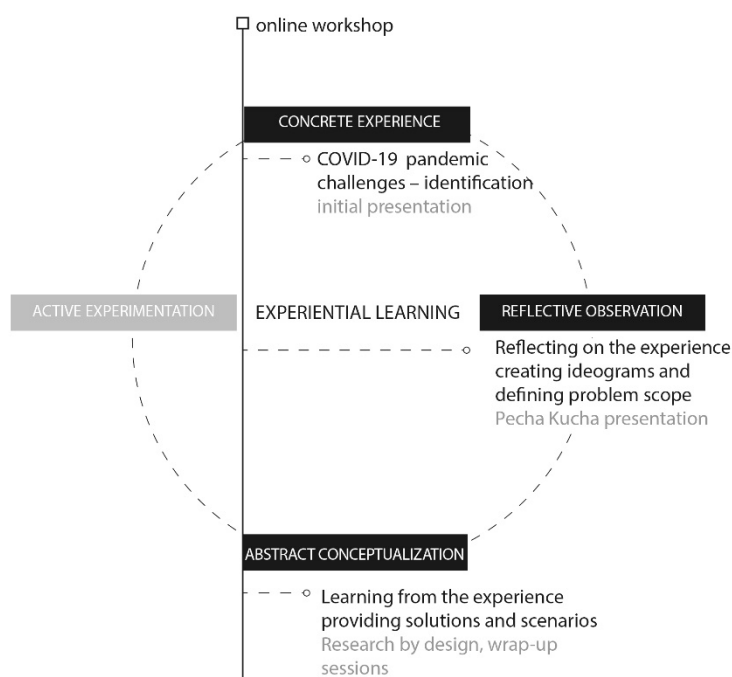 online workshop
CONCRETE EXPERIENCE
COVID-19 pandemic
challenges – identification
initial presentation
ACTIVE EXPERIMENTATION
EXPERIENTIAL LEARNING
REFLECTIVE OBSERVATION
Reflecting on the experience
creating ideograms and
defining problem scope
Pecha Kucha presentation
ABSTRACT CONCEPTUALIZATION
Learning from the experience
providing solutions and scenarios
Research by design, wrap-up
sessions